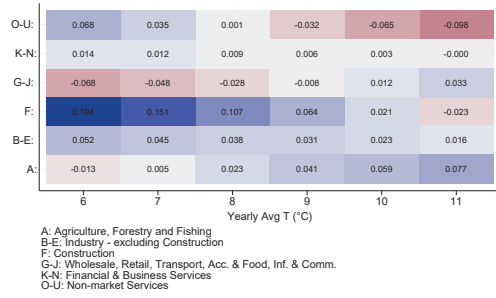 O-U: 0.068 0.035 0.001 -0.032 -0.065 -0.098
K-N: 0.014 0.012 0.009 0.006 0.003 -0.000
G-J: -0.068 -0.048 -0.028 -0.008 0.012 0.033
F: 0.194 0.151 0.107 0.064 0.021 -0.023
B-E: 0.052 0.045 0.038 0.031 0.023 0.016
A: -0.013 0.005 0.023 0.041 0.059 0.077
6 7 8 9 10 11
Yearly Avg T (°C)
A: Agriculture, Forestry and Fishing
B-E: Industry - excluding Construction
F: Construction
G-J: Wholesale, Retail, Transport, Acc. & Food, Inf. & Comm.
K-N: Financial & Business Services
O-U: Non-market Services